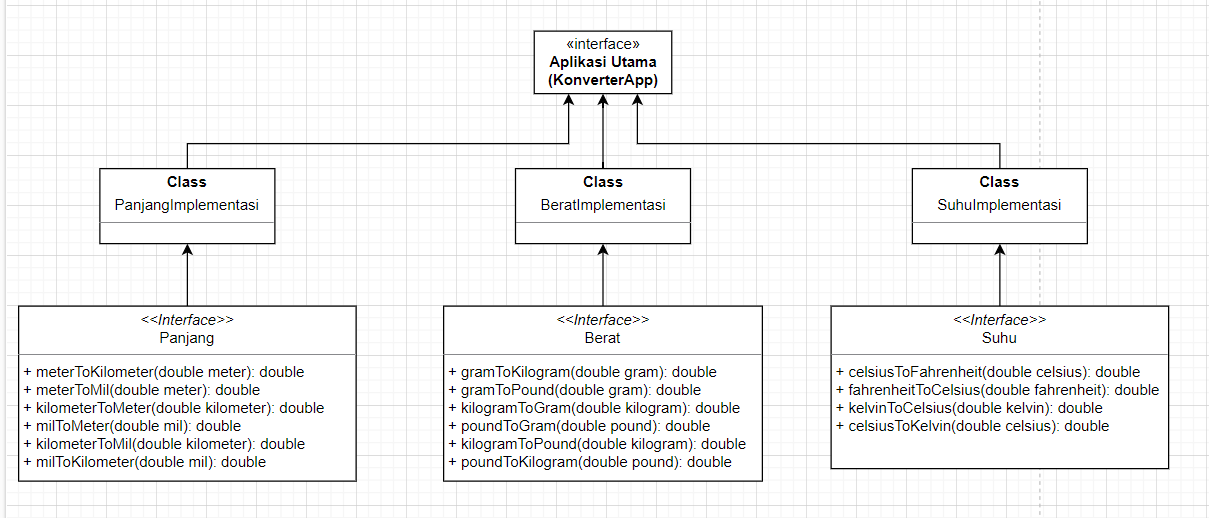 «interface»
Aplikasi Utama
(KonverterApp)
Class
PanjangImplementasi
Class
BeratImplementasi
Class
SuhuImplementasi
<<Interface>>
Panjang
+ meterToKilometer(double meter): double
+ meterToMil(double meter): double
+ kilometerToMeter(double kilometer): double
+ milToMeter(double mil): double
+ kilometerToMil(double kilometer): double
+ milToKilometer(double mil): double
<<Interface>>
Berat
+ gramToKilogram(double gram): double
+ gramToPound(double gram): double
+ kilogramToGram(double kilogram): double
+ poundToGram(double pound): double
+ kilogramToPound(double kilogram): double
+ poundToKilogram(double pound): double
<<Interface>>
Suhu
+ celsiusToFahrenheit(double celsius): double
+ fahrenheitToCelsius(double fahrenheit): double
+ kelvinToCelsius(double kelvin): double
+ celsiusToKelvin(double celsius): double